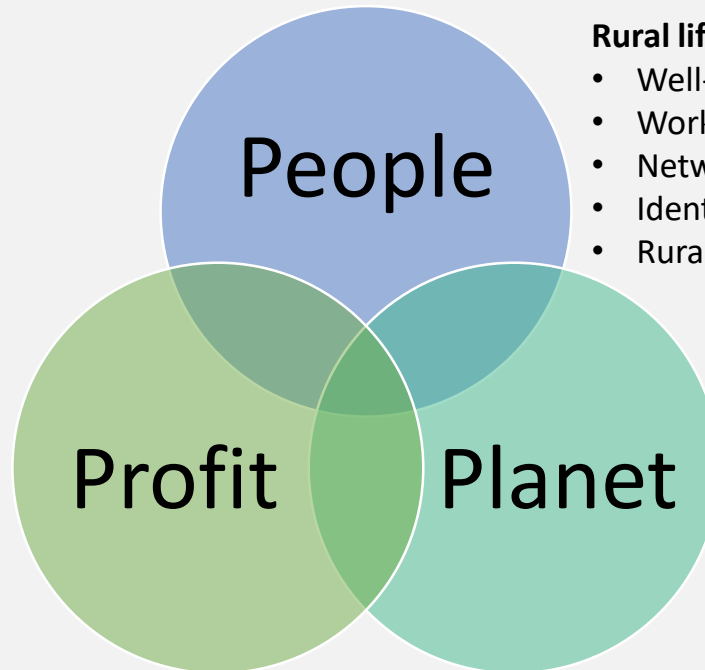 People
Rural lif
• Well-
• Work
• Netw
• Ident
• Rura
Profit
Planet